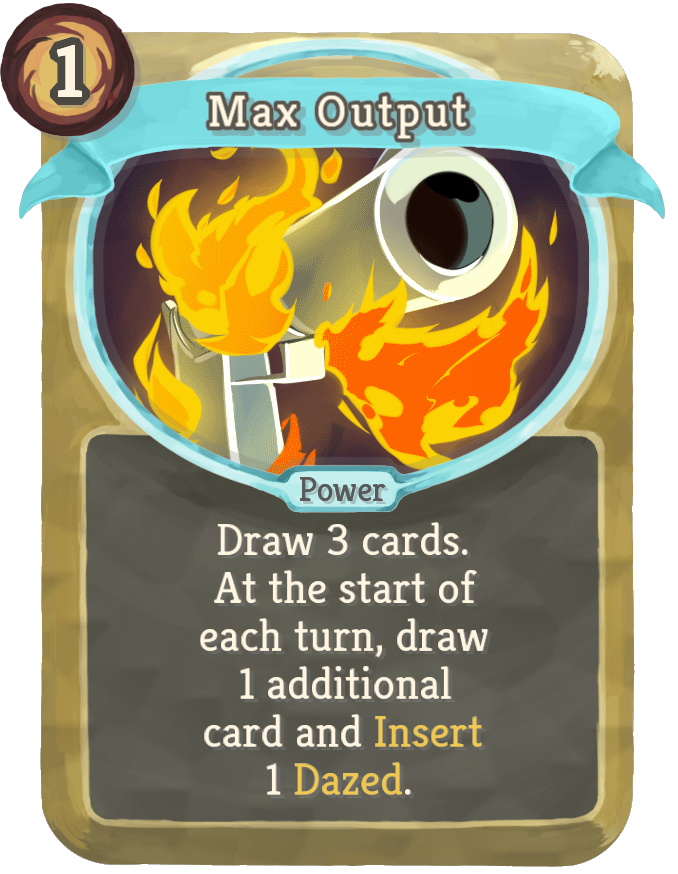 1
Max Output
Power
Draw 3 cards.
At the start of
each turn, draw
1 additional
card and Insert
1 Dazed.